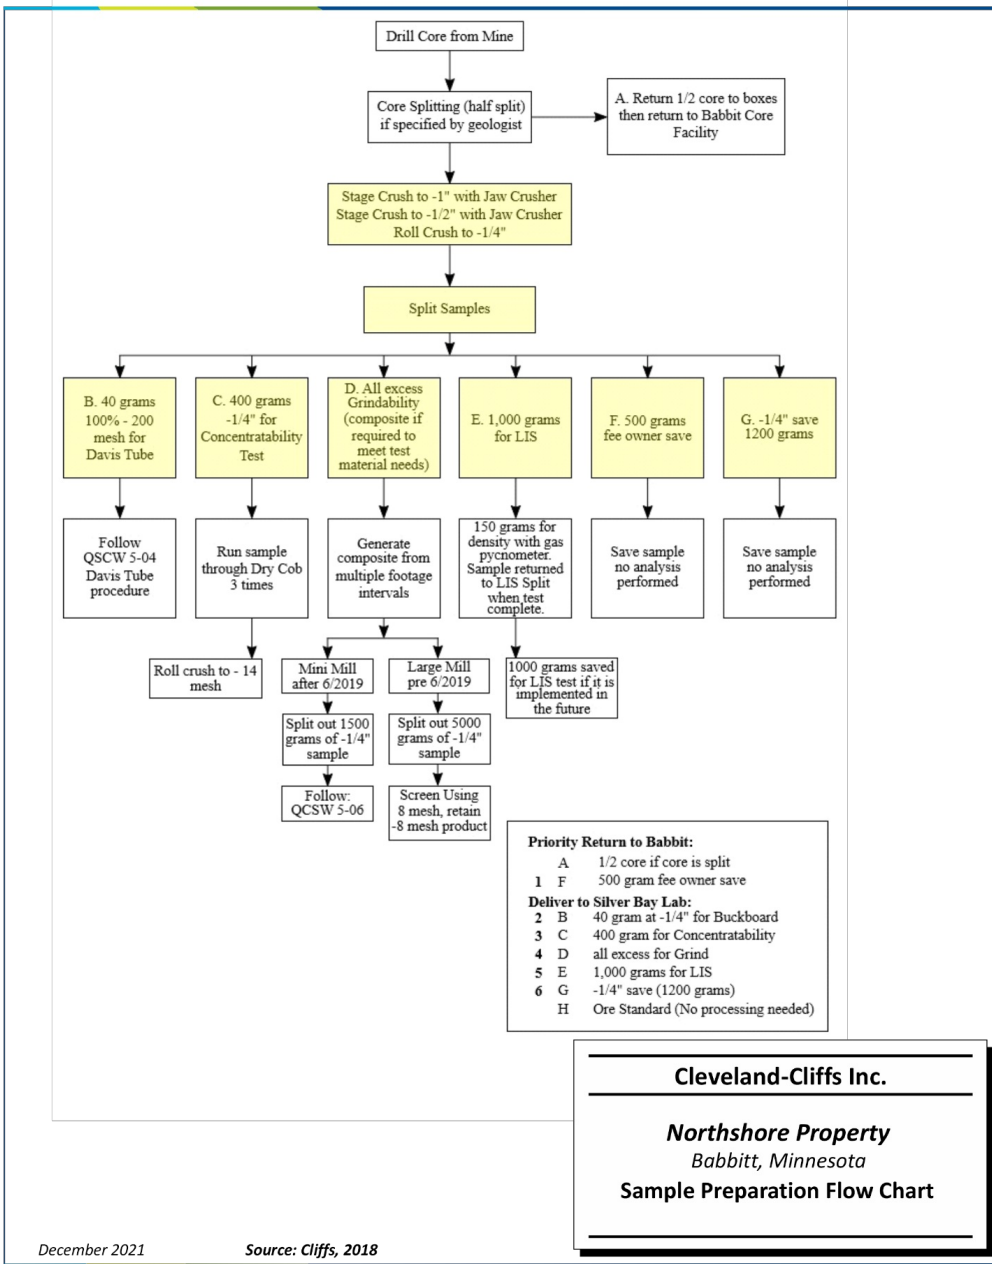 Drill Core from Mine
Core Splitting (half split)
if specified by geologist
A. Return 1/2 core to boxes
then return to Babbit Core
Facility
Stage Crush to -1" with Jaw Crusher
Stage Crush to -1/2" with Jaw Crusher
Roll Crush to -1/4"
Split Samples
B. 40 grams
100% - 200
mesh for
Davis Tube
C. 400 grams
-1/4" for
Concentratability
Test
D. All excess
Grindability
(composite if
required to
meet test
material needs)
E. 1,000 grams
for LIS
F. 500 grams
fee owner save
G. -1/4" save
1200 grams
Follow
QSCW 5-04
Davis Tube
procedure
Run sample
through Dry Cob
3 times
Generate
composite from
multiple footage
intervals
150 grams for
density with gas
pycnometer.
Sample returned
to LIS Split
when test
complete.
Save sample
no analysis
performed
Save sample
no analysis
performed
Roll crush to - 14
mesh
Mini Mill
after 6/2019
Large Mill
pre 6/2019
1000 grams saved
for LIS test if it is
implemented in
the future
Split out 1500
grams of -1/4"
sample
Split out 5000
grams of -1/4"
sample
Follow:
QCSW 5-06
Screen Using
8 mesh, retain
-8 mesh product
Priority Return to Babbit:
A 1/2 core if core is split
1 F 500 gram fee owner save
Deliver to Silver Bay Lab:
2 B 40 gram at -1/4" for Buckboard
3 C 400 gram for Concentratability
4 D all excess for Grind
5 E 1,000 grams for LIS
6 G -1/4" save (1200 grams)
H Ore Standard (No processing needed)
Cleveland-Cliffs Inc.
Northshore Property
Babbitt, Minnesota
Sample Preparation Flow Chart
December 2021 Source: Cliffs, 2018